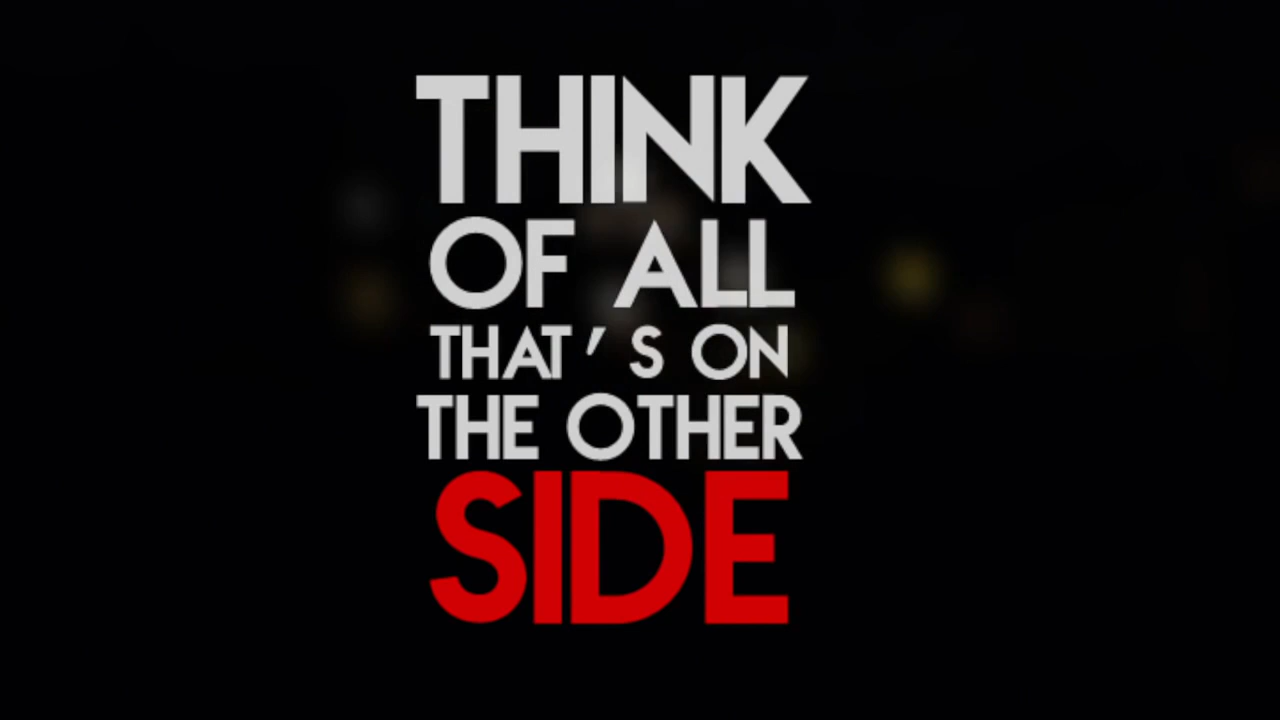 THINK
OF ALL
THAT'S ON
THE OTHER
SIDE